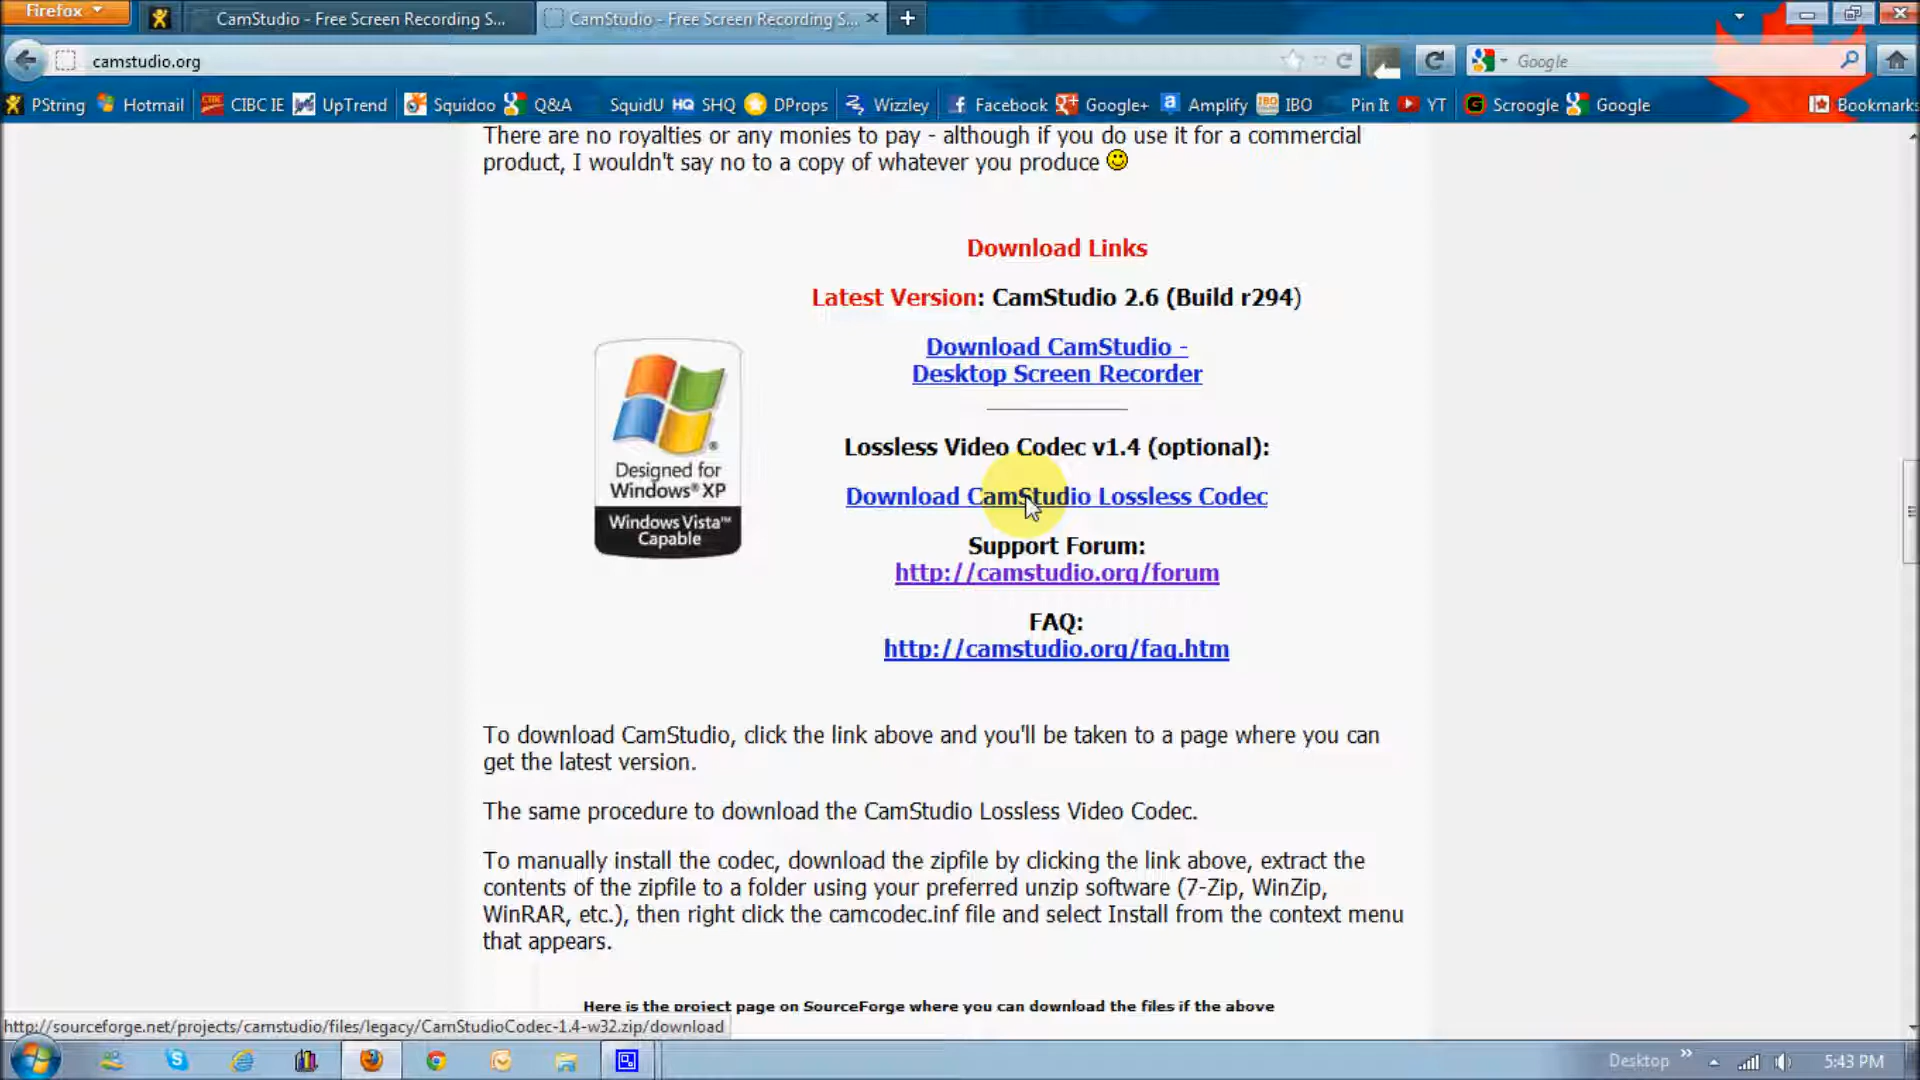 Firefox
CamStudio - Free Screen Recording S...
CamStudio - Free Screen Recording S...
camstudio.org
Google
PString Hotmail CIBC IE UpTrend Squidoo Q&A SquidU SHQ DProps Wizzley Facebook Google+ Amplify IBO Pin It YT Scroogle Google Bookmarks
There are no royalties or any monies to pay - although if you do use it for a commercial
product, I wouldn't say no to a copy of whatever you produce
Download Links
Latest Version: CamStudio 2.6 (Build r294)
Download CamStudio -
Desktop Screen Recorder
Designed for
Windows® XP
Windows Vista™
Capable
Lossless Video Codec v1.4 (optional):
Download CamStudio Lossless Codec
Support Forum:
http://camstudio.org/forum
FAQ:
http://camstudio.org/faq.htm
To download CamStudio, click the link above and you'll be taken to a page where you can
get the latest version.
The same procedure to download the CamStudio Lossless Video Codec.
To manually install the codec, download the zipfile by clicking the link above, extract the
contents of the zipfile to a folder using your preferred unzip software (7-Zip, WinZip,
WinRAR, etc.), then right click the camcodec.inf file and select Install from the context menu
that appears.
Here is the project page on SourceForge where you can download the files if the above
http://sourceforge.net/projects/camstudio/files/legacy/CamStudioCodec-1.4-w32.zip/download
Desktop
5:43 PM